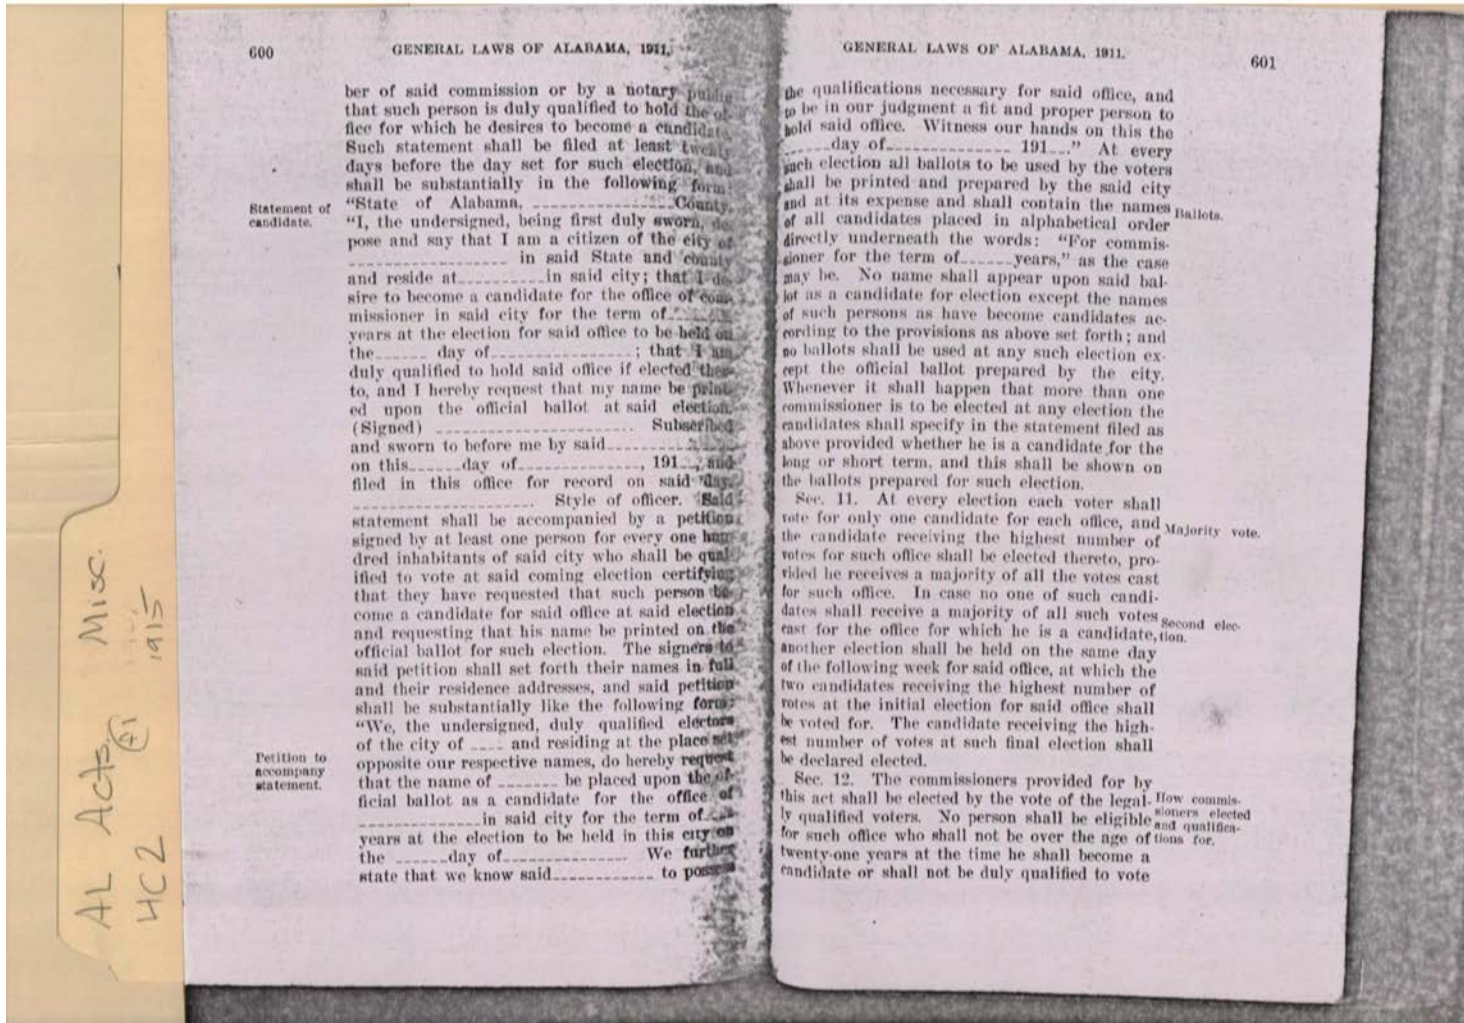 600
GENERAL LAWS OF ALABAMA, 1911.
ber of said commission or by a notary public
that such person is duly qualified to hold the of-
fice for which he desires to become a candidate.
Such statement shall be filed at least twenty
days before the day set for such election, and
shall be substantially in the following form:
Statement of
candidate.
"State of Alabama, ______________ County.
"I, the undersigned, being first duly sworn, de-
pose and say that I am a citizen of the city of
______________ in said State and county
and reside at__________in said city; that I de-
sire to become a candidate for the office of com-
missioner in said city for the term of______
years at the election for said office to be held on
the______ day of______________; that I am
duly qualified to hold said office if elected there-
to, and I hereby request that my name be print-
ed upon the official ballot at said election.
(Signed) __________________ Subscribed
and sworn to before me by said__________
on this______day of____________, 191__, and
filed in this office for record on said day.
__________________ Style of officer. Said
statement shall be accompanied by a petition
signed by at least one person for every one hun-
dred inhabitants of said city who shall be qual-
ified to vote at said coming election certifying
that they have requested that such person be-
come a candidate for said office at said election
and requesting that his name be printed on the
official ballot for such election. The signers to
said petition shall set forth their names in full
and their residence addresses, and said petition
shall be substantially like the following form:
"We, the undersigned, duly qualified electors
of the city of ____ and residing at the place set
Petition to
accompany
statement.
opposite our respective names, do hereby request
that the name of _______ be placed upon the of-
ficial ballot as a candidate for the office of
______________in said city for the term of____
years at the election to be held in this city on
the ______day of______________ We further
state that we know said____________ to possess
GENERAL LAWS OF ALABAMA, 1911.
601
the qualifications necessary for said office, and
to be in our judgment a fit and proper person to
hold said office. Witness our hands on this the
______day of______________ 191___." At every
such election all ballots to be used by the voters
shall be printed and prepared by the said city
and at its expense and shall contain the names
Ballots.
of all candidates placed in alphabetical order
directly underneath the words: "For commis-
sioner for the term of______years," as the case
may be. No name shall appear upon said bal-
lot as a candidate for election except the names
of such persons as have become candidates ac-
cording to the provisions as above set forth; and
no ballots shall be used at any such election ex-
cept the official ballot prepared by the city.
Whenever it shall happen that more than one
commissioner is to be elected at any election the
candidates shall specify in the statement filed as
above provided whether he is a candidate for the
long or short term, and this shall be shown on
the ballots prepared for such election.
Sec. 11. At every election each voter shall
vote for only one candidate for each office, and
Majority vote.
the candidate receiving the highest number of
votes for such office shall be elected thereto, pro-
vided he receives a majority of all the votes cast
for such office. In case no one of such candi-
dates shall receive a majority of all such votes
Second elec-
tion.
cast for the office for which he is a candidate,
another election shall be held on the same day
of the following week for said office, at which the
two candidates receiving the highest number of
votes at the initial election for said office shall
be voted for. The candidate receiving the high-
est number of votes at such final election shall
be declared elected.
Sec. 12. The commissioners provided for by
this act shall be elected by the vote of the legal-
How commis-
sioners elected
and qualifica-
tions for.
ly qualified voters. No person shall be eligible
for such office who shall not be over the age of
twenty-one years at the time he shall become a
candidate or shall not be duly qualified to vote
AL Acts Misc.
#1
1915
4C2